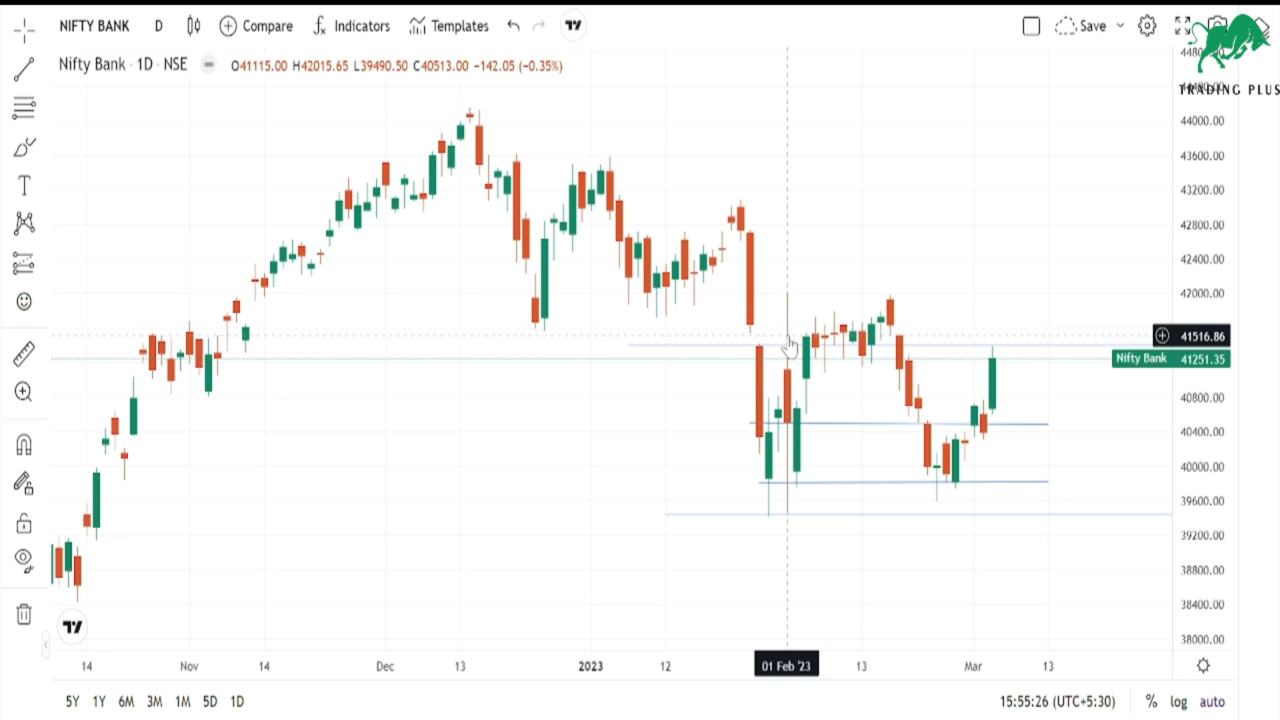 NIFTY BANK D Compare Indicators Templates Save
Nifty Bank · 1D · NSE O41115.00 H42015.65 L39490.50 C40513.00 −142.05 (−0.35%)
TRADING PLUS
44000.00
43600.00
43200.00
42800.00
42400.00
42000.00
41516.86
Nifty Bank 41251.35
40800.00
40400.00
40000.00
39600.00
39200.00
38800.00
38400.00
38000.00
14 Nov 14 Dec 13 2023 12 01 Feb '23 13 Mar 13
5Y 1Y 6M 3M 1M 5D 1D 15:55:26 (UTC+5:30) % log auto